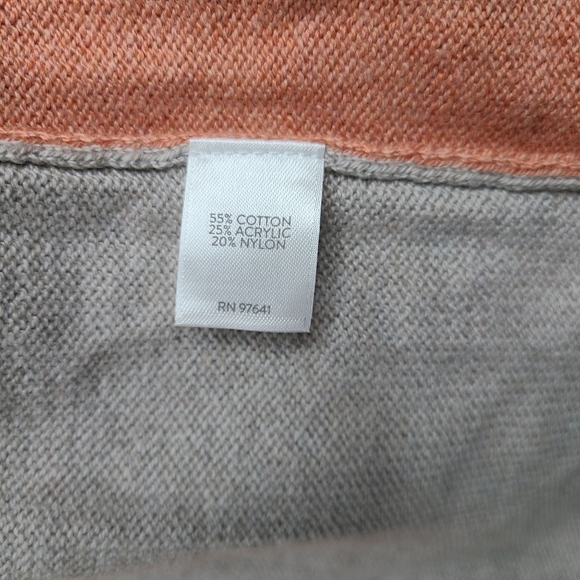 55% COTTON
25% ACRYLIC
20% NYLON
RN 97641